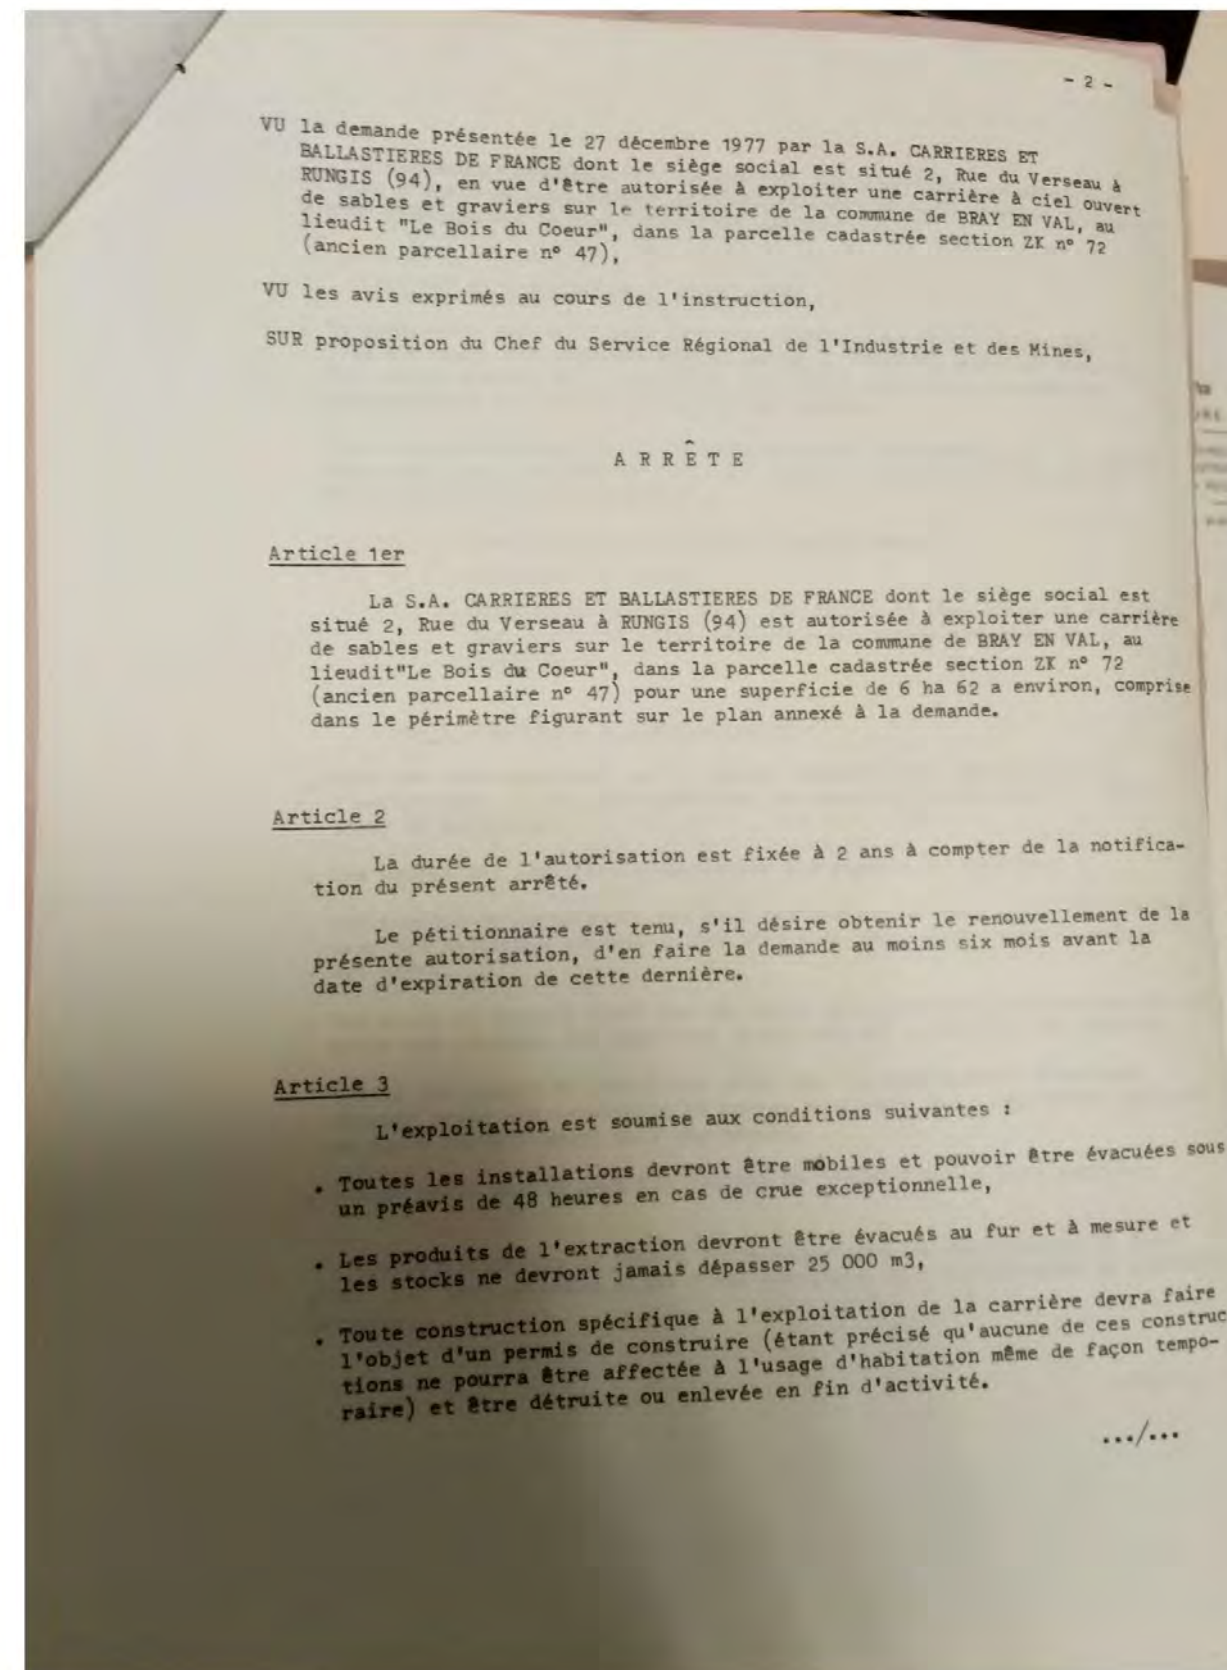 - 2 -
VU la demande présentée le 27 décembre 1977 par la S.A. CARRIERES ET
BALLASTIERES DE FRANCE dont le siège social est situé 2, Rue du Verseau à
RUNGIS (94), en vue d'être autorisée à exploiter une carrière à ciel ouvert
de sables et graviers sur le territoire de la commune de BRAY EN VAL, au
lieudit "Le Bois du Coeur", dans la parcelle cadastrée section ZK n° 72
(ancien parcellaire n° 47),
VU les avis exprimés au cours de l'instruction,
SUR proposition du Chef du Service Régional de l'Industrie et des Mines,
A R R Ê T E
Article 1er
La S.A. CARRIERES ET BALLASTIERES DE FRANCE dont le siège social est
situé 2, Rue du Verseau à RUNGIS (94) est autorisée à exploiter une carrière
de sables et graviers sur le territoire de la commune de BRAY EN VAL, au
lieudit"Le Bois du Coeur", dans la parcelle cadastrée section ZK n° 72
(ancien parcellaire n° 47) pour une superficie de 6 ha 62 a environ, comprise
dans le périmètre figurant sur le plan annexé à la demande.
Article 2
La durée de l'autorisation est fixée à 2 ans à compter de la notifica-
tion du présent arrêté.
Le pétitionnaire est tenu, s'il désire obtenir le renouvellement de la
présente autorisation, d'en faire la demande au moins six mois avant la
date d'expiration de cette dernière.
Article 3
L'exploitation est soumise aux conditions suivantes :
. Toutes les installations devront être mobiles et pouvoir être évacuées sous
un préavis de 48 heures en cas de crue exceptionnelle,
. Les produits de l'extraction devront être évacués au fur et à mesure et
les stocks ne devront jamais dépasser 25 000 m3,
. Toute construction spécifique à l'exploitation de la carrière devra faire
l'objet d'un permis de construire (étant précisé qu'aucune de ces construc
tions ne pourra être affectée à l'usage d'habitation même de façon tempo-
raire) et être détruite ou enlevée en fin d'activité.
.../...